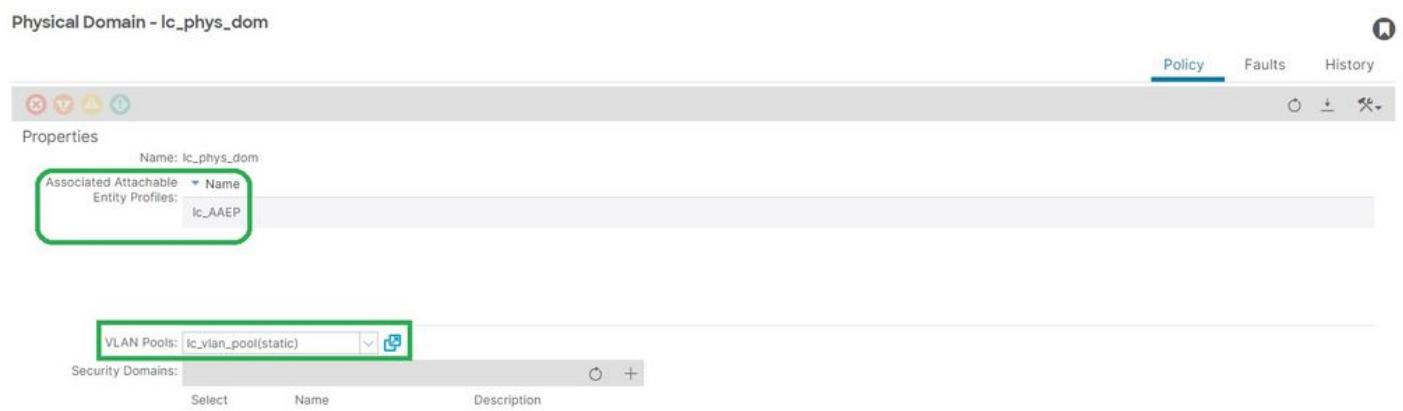 Physical Domain - lc_phys_dom
Policy Faults History
Properties
Name: lc_phys_dom
Associated Attachable Entity Profiles:
Name
lc_AAEP
VLAN Pools: lc_vlan_pool(static)
Security Domains:
Select Name Description